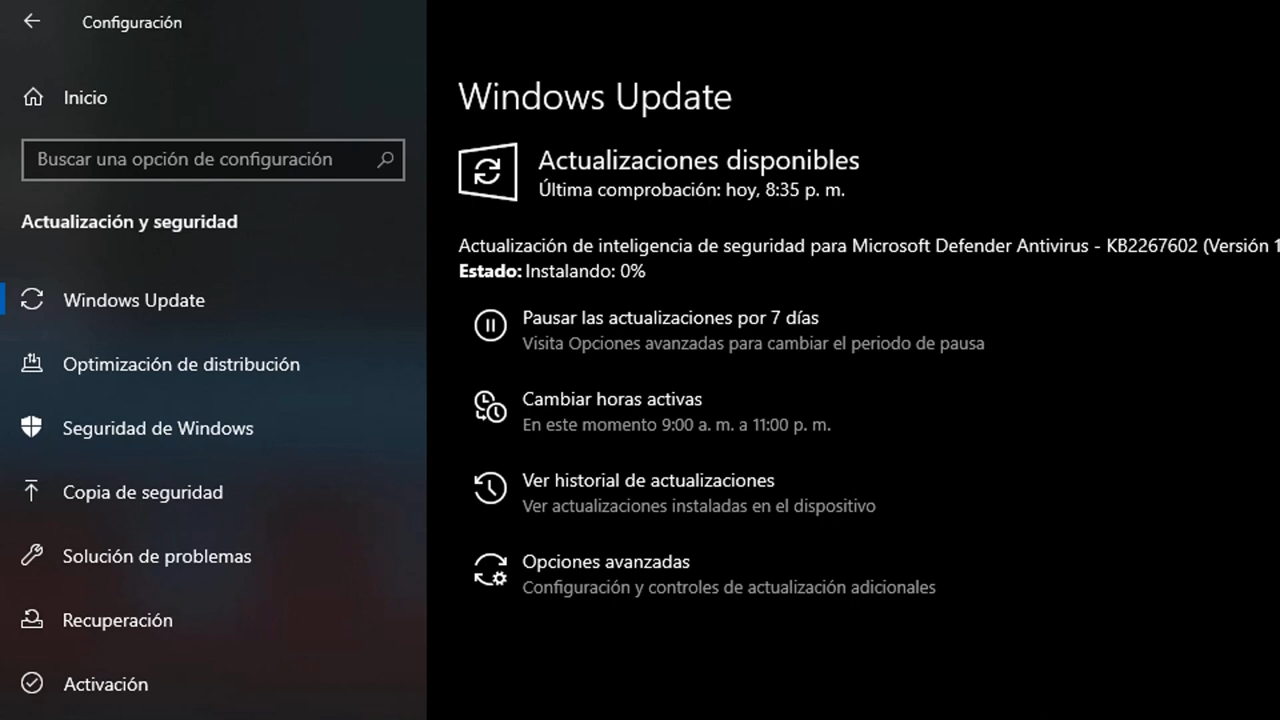 Configuración
Inicio
Buscar una opción de configuración
Actualización y seguridad
Windows Update
Optimización de distribución
Seguridad de Windows
Copia de seguridad
Solución de problemas
Recuperación
Activación
Windows Update
Actualizaciones disponibles
Última comprobación: hoy, 8:35 p. m.
Actualización de inteligencia de seguridad para Microsoft Defender Antivirus - KB2267602 (Versión 1
Estado: Instalando: 0%
Pausar las actualizaciones por 7 días
Visita Opciones avanzadas para cambiar el periodo de pausa
Cambiar horas activas
En este momento 9:00 a. m. a 11:00 p. m.
Ver historial de actualizaciones
Ver actualizaciones instaladas en el dispositivo
Opciones avanzadas
Configuración y controles de actualización adicionales